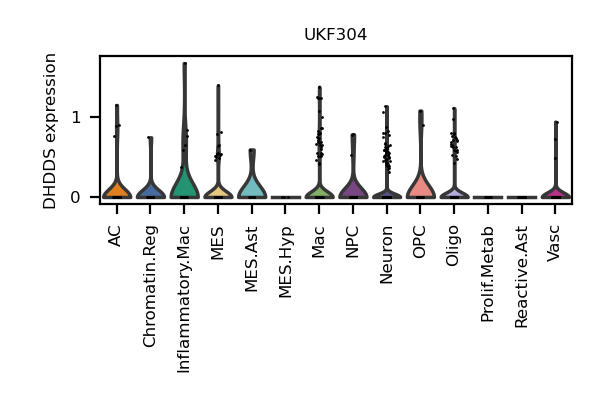 UKF304
DHDDS expression
1
0
AC
Chromatin.Reg
Inflammatory.Mac
MES
MES.Ast
MES.Hyp
Mac
NPC
Neuron
OPC
Oligo
Prolif.Metab
Reactive.Ast
Vasc